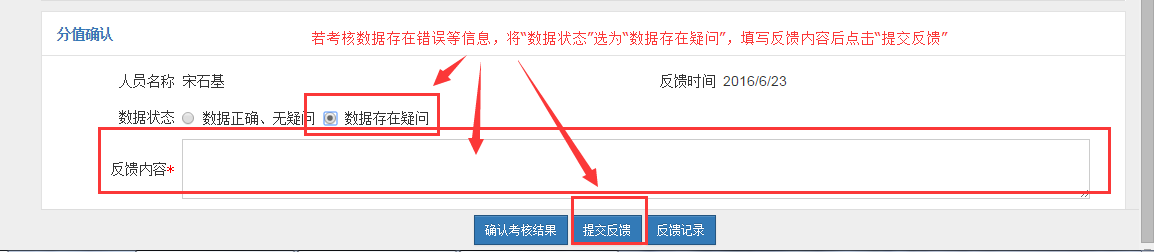 分值确认
若考核数据存在错误等信息，将“数据状态”选为“数据存在疑问”，填写反馈内容后点击“提交反馈”
人员名称 宋石基 反馈时间 2016/6/23
数据状态 数据正确、无疑问 数据存在疑问
反馈内容*
确认考核结果 提交反馈 反馈记录